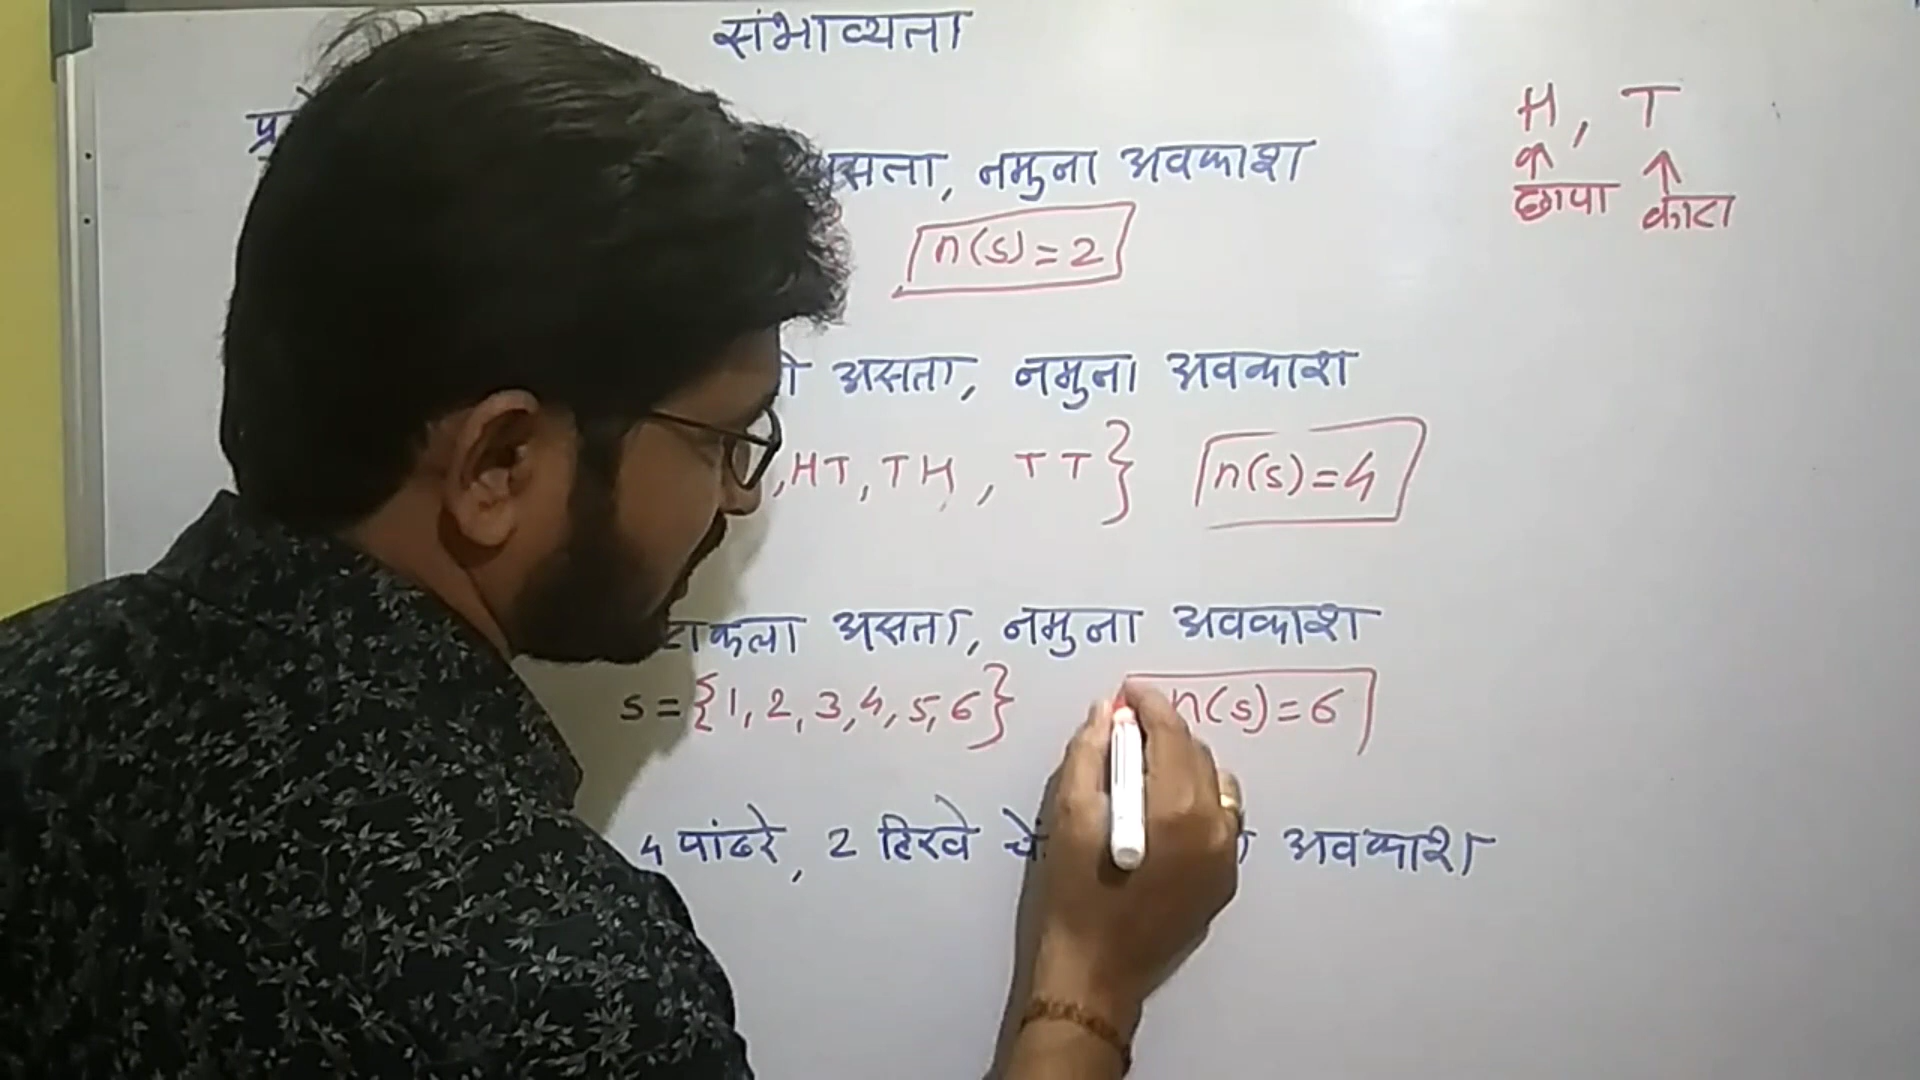 संभाव्यता
H, T
छापा काटा
असता, नमुना अवकाश
n(s)=2
असता, नमुना अवकाश
,HT,TH, TT} n(s)=4
टाकला असता, नमुना अवकाश
s={1,2,3,4,5,6} n(s)=6
4 पांढरे, 2 हिरवे अवकाश